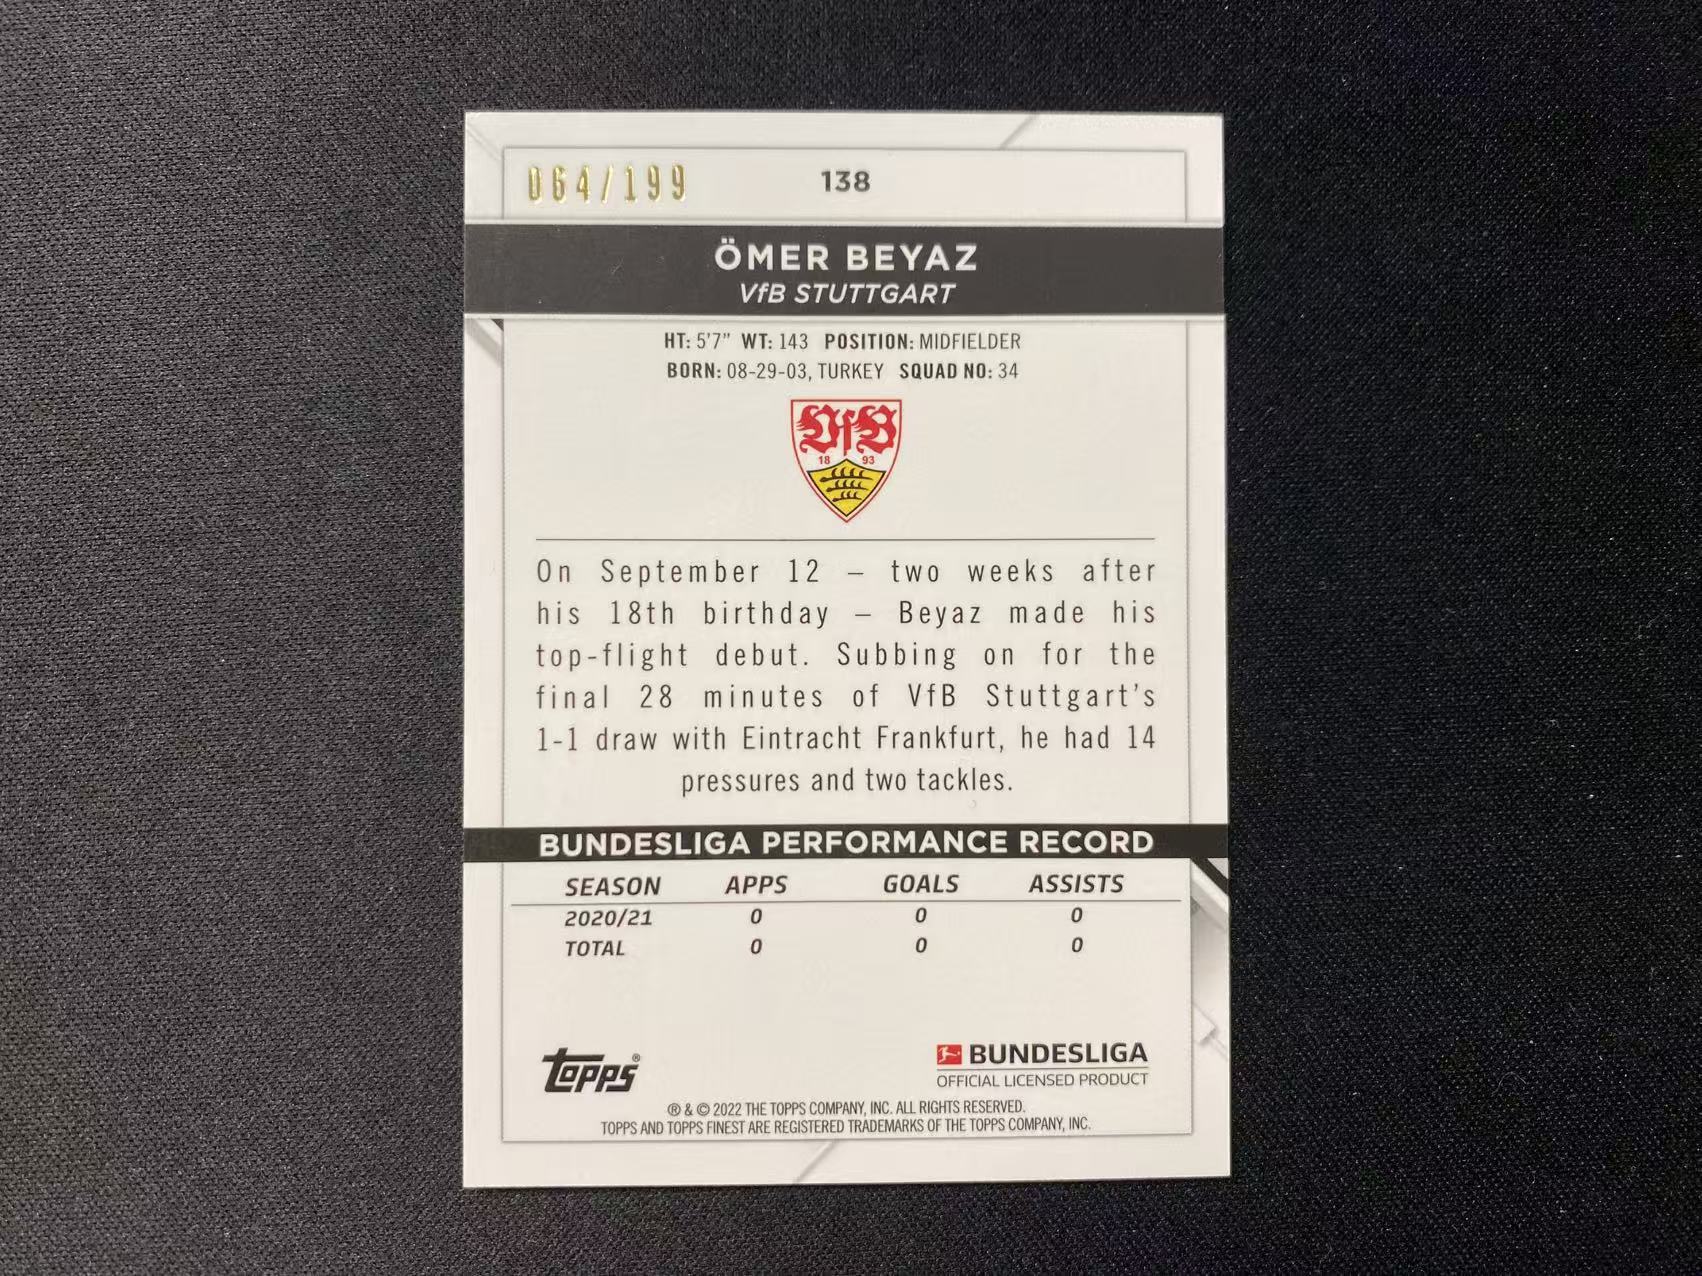 064/199 138
ÖMER BEYAZ
VfB STUTTGART
HT: 5'7" WT: 143 POSITION: MIDFIELDER
BORN: 08-29-03, TURKEY SQUAD NO: 34
VfB
18 93
On September 12 – two weeks after
his 18th birthday – Beyaz made his
top-flight debut. Subbing on for the
final 28 minutes of VfB Stuttgart's
1-1 draw with Eintracht Frankfurt, he had 14
pressures and two tackles.
BUNDESLIGA PERFORMANCE RECORD
SEASON APPS GOALS ASSISTS
2020/21 0 0 0
TOTAL 0 0 0
topps®
BUNDESLIGA
OFFICIAL LICENSED PRODUCT
® & © 2022 THE TOPPS COMPANY, INC. ALL RIGHTS RESERVED.
TOPPS AND TOPPS FINEST ARE REGISTERED TRADEMARKS OF THE TOPPS COMPANY, INC.